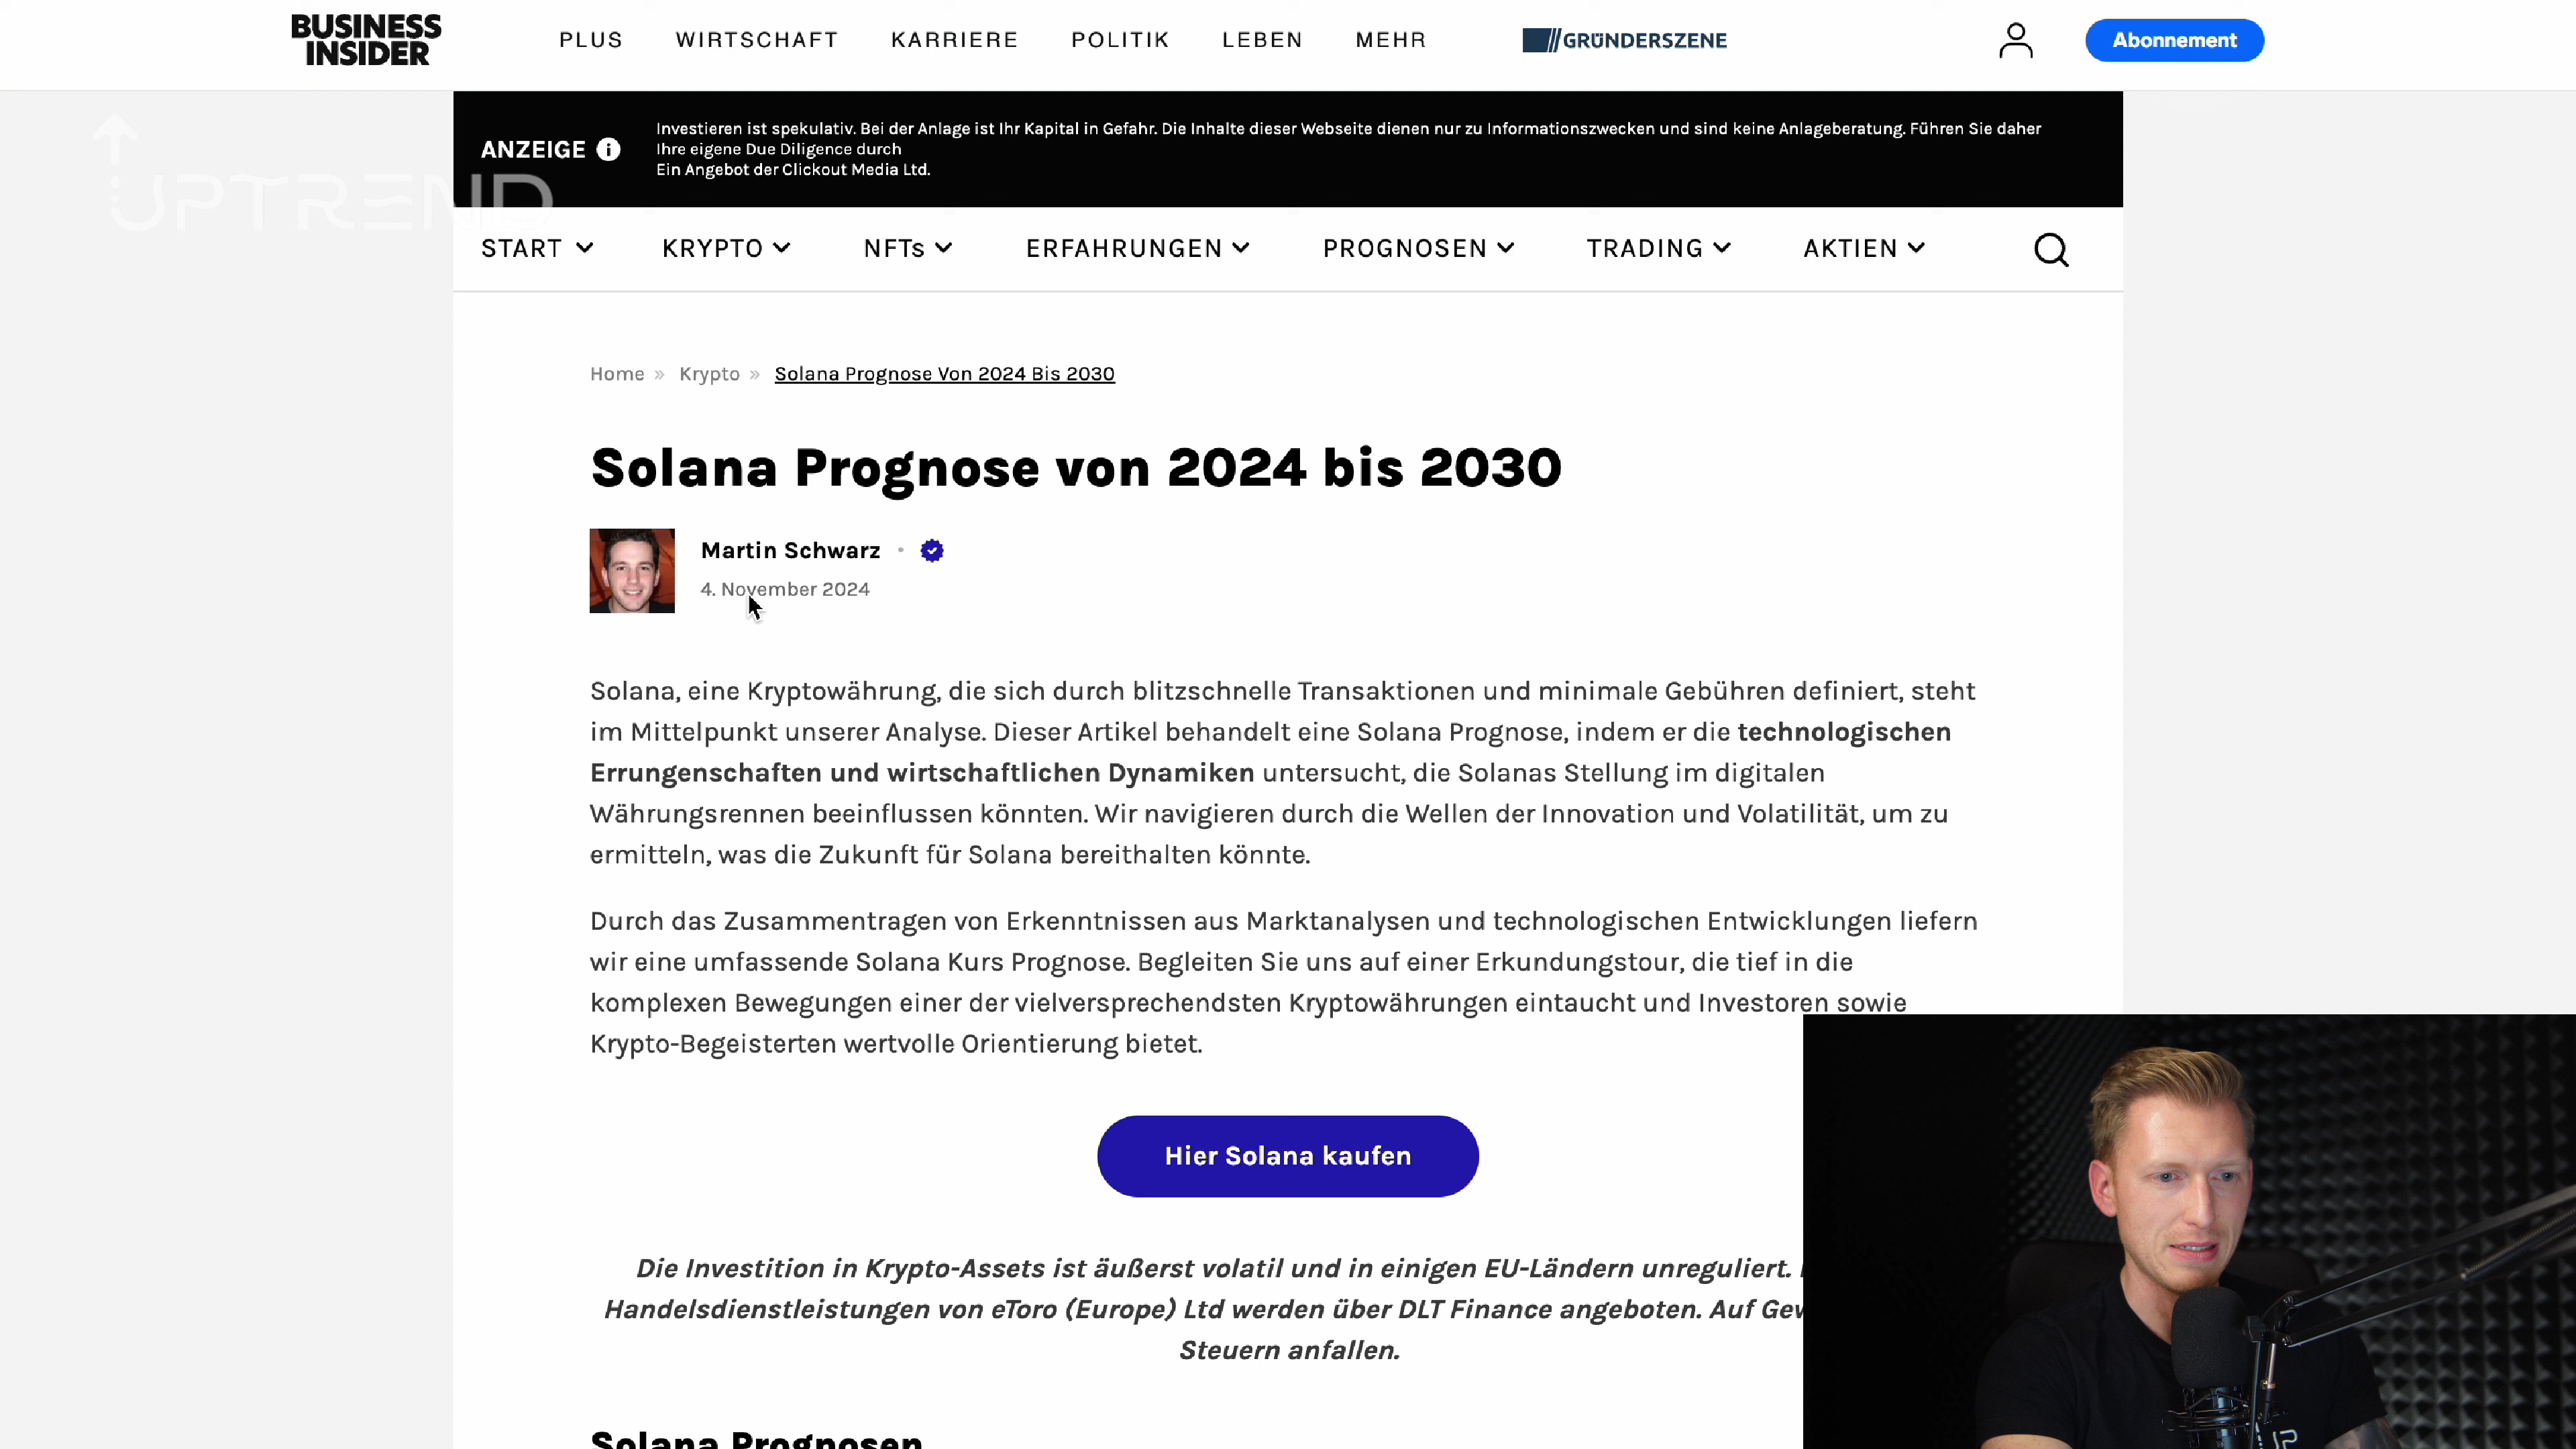 BUSINESS
INSIDER
PLUS WIRTSCHAFT KARRIERE POLITIK LEBEN MEHR GRÜNDERSZENE Abonnement
ANZEIGE i
Investieren ist spekulativ. Bei der Anlage ist Ihr Kapital in Gefahr. Die Inhalte dieser Webseite dienen nur zu Informationszwecken und sind keine Anlageberatung. Führen Sie daher
Ihre eigene Due Diligence durch
Ein Angebot der Clickout Media Ltd.
UPTREND
START KRYPTO NFTs ERFAHRUNGEN PROGNOSEN TRADING AKTIEN
Home » Krypto » Solana Prognose Von 2024 Bis 2030
Solana Prognose von 2024 bis 2030
Martin Schwarz
4. November 2024
Solana, eine Kryptowährung, die sich durch blitzschnelle Transaktionen und minimale Gebühren definiert, steht
im Mittelpunkt unserer Analyse. Dieser Artikel behandelt eine Solana Prognose, indem er die technologischen
Errungenschaften und wirtschaftlichen Dynamiken untersucht, die Solanas Stellung im digitalen
Währungsrennen beeinflussen könnten. Wir navigieren durch die Wellen der Innovation und Volatilität, um zu
ermitteln, was die Zukunft für Solana bereithalten könnte.
Durch das Zusammentragen von Erkenntnissen aus Marktanalysen und technologischen Entwicklungen liefern
wir eine umfassende Solana Kurs Prognose. Begleiten Sie uns auf einer Erkundungstour, die tief in die
komplexen Bewegungen einer der vielversprechendsten Kryptowährungen eintaucht und Investoren sowie
Krypto-Begeisterten wertvolle Orientierung bietet.
Hier Solana kaufen
Die Investition in Krypto-Assets ist äußerst volatil und in einigen EU-Ländern unreguliert.
Handelsdienstleistungen von eToro (Europe) Ltd werden über DLT Finance angeboten. Auf
Steuern anfallen.
Solana Prognosen